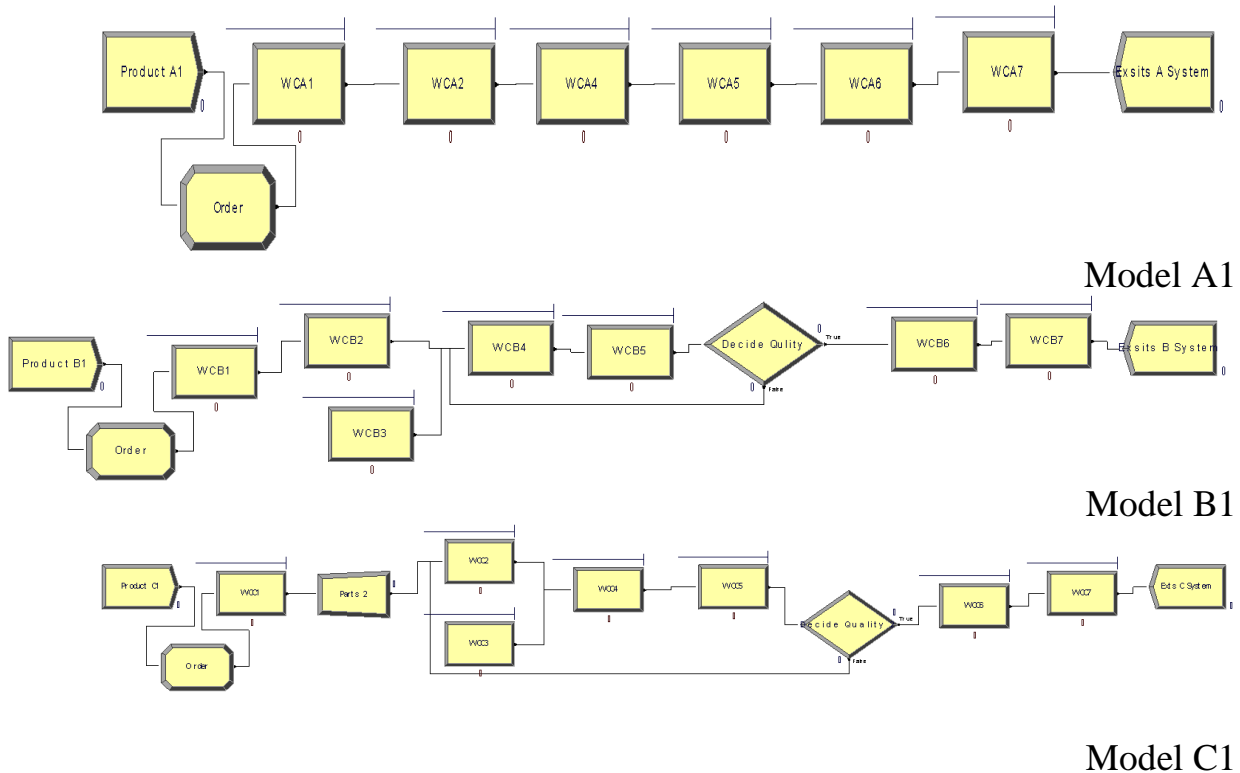 Product A1
Order
WCA1
WCA2
WCA4
WCA5
WCA6
WCA7
Exsits A System
Model A1
Product B1
Order
WCB1
WCB2
WCB3
WCB4
WCB5
Decide Qulity
True
False
WCB6
WCB7
Exsits B System
Model B1
Product C1
Order
WCC1
Parts 2
WCC2
WCC3
WCC4
WCC5
Decide Quality
True
False
WCC6
WCC7
Exts C System
Model C1